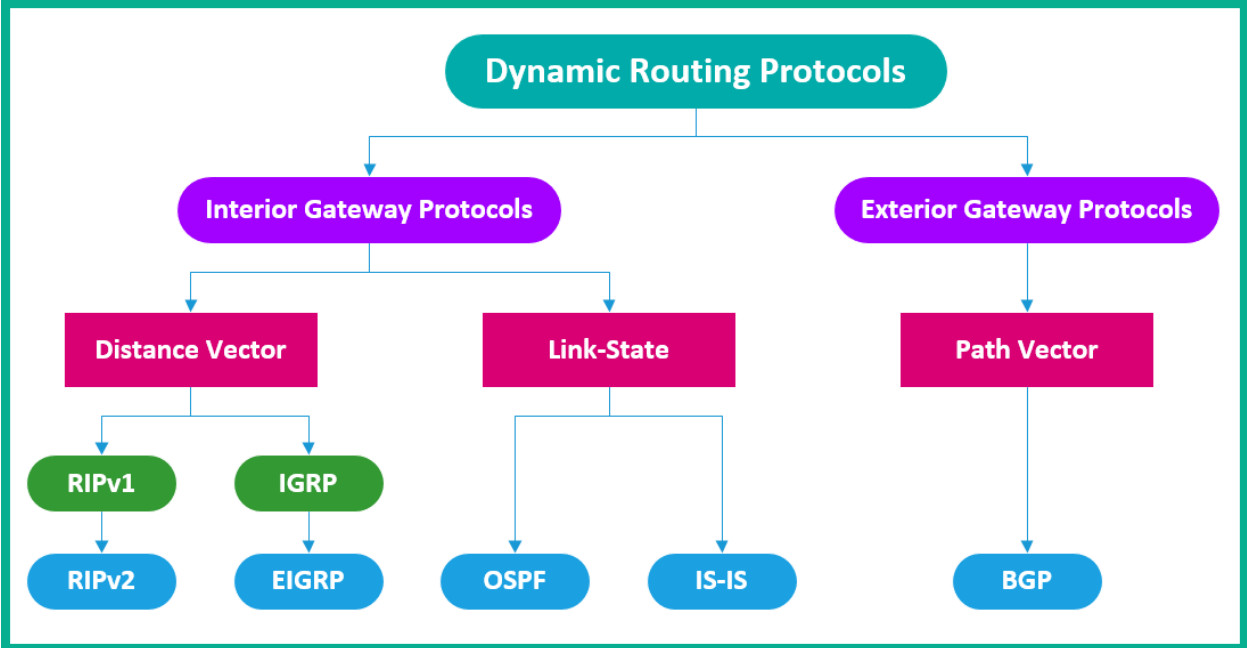 Dynamic Routing Protocols
Interior Gateway Protocols
Exterior Gateway Protocols
Distance Vector
Link-State
Path Vector
RIPv1
IGRP
RIPv2
EIGRP
OSPF
IS-IS
BGP